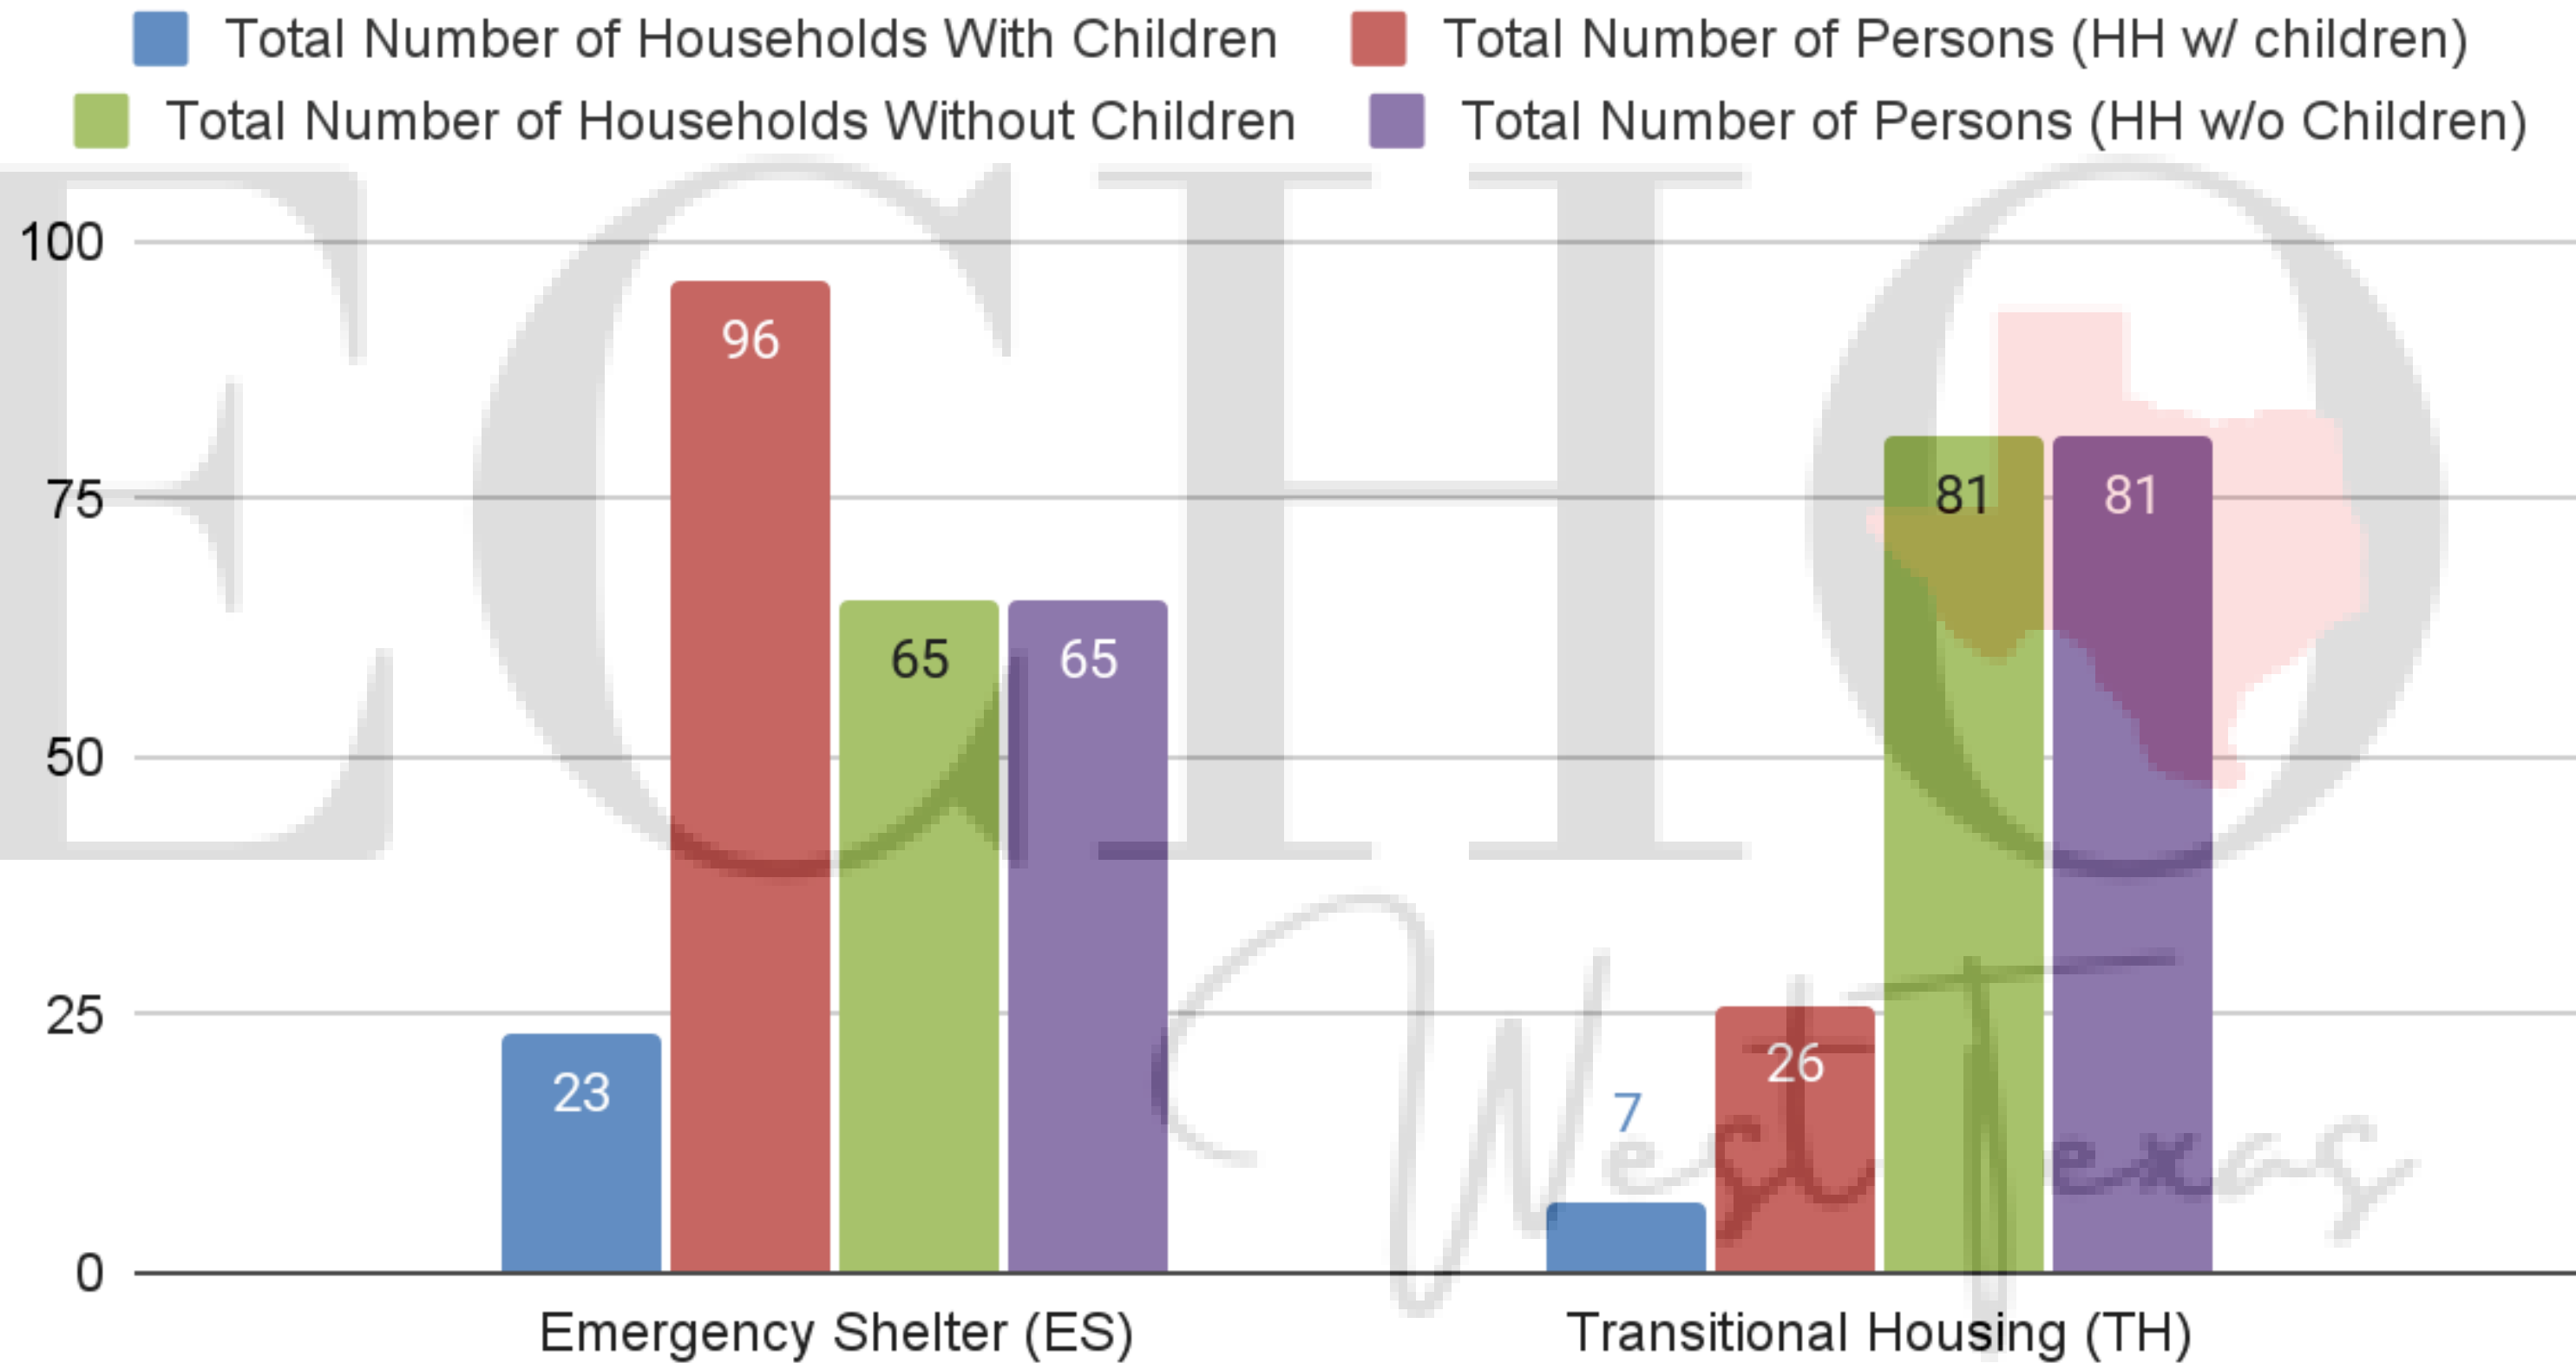 Total Number of Households With Children Total Number of Persons (HH w/ children)
Total Number of Households Without Children Total Number of Persons (HH w/o Children)
ECHO
West Texas
100
75
50
25
0
96
65
65
23
81
81
26
7
Emergency Shelter (ES) Transitional Housing (TH)